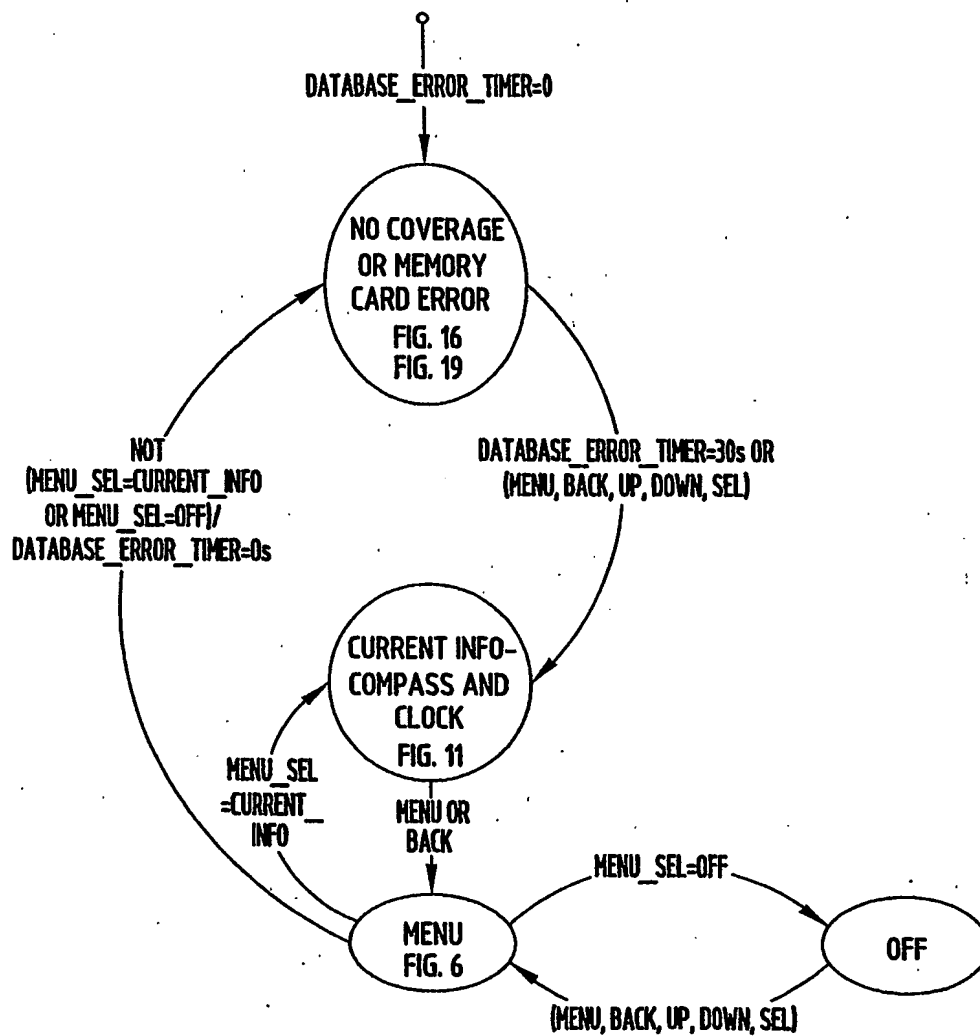 DATABASE_ERROR_TIMER=0
NO COVERAGE
OR MEMORY
CARD ERROR
FIG. 16
FIG. 19
NOT
(MENU_SEL=CURRENT_INFO
OR MENU_SEL=OFF)/
DATABASE_ERROR_TIMER=0s
DATABASE_ERROR_TIMER=30s OR
(MENU, BACK, UP, DOWN, SEL)
CURRENT INFO-
COMPASS AND
CLOCK
FIG. 11
MENU_SEL
=CURRENT_
INFO
MENU OR
BACK
MENU_SEL=OFF
MENU
FIG. 6
OFF
(MENU, BACK, UP, DOWN, SEL)